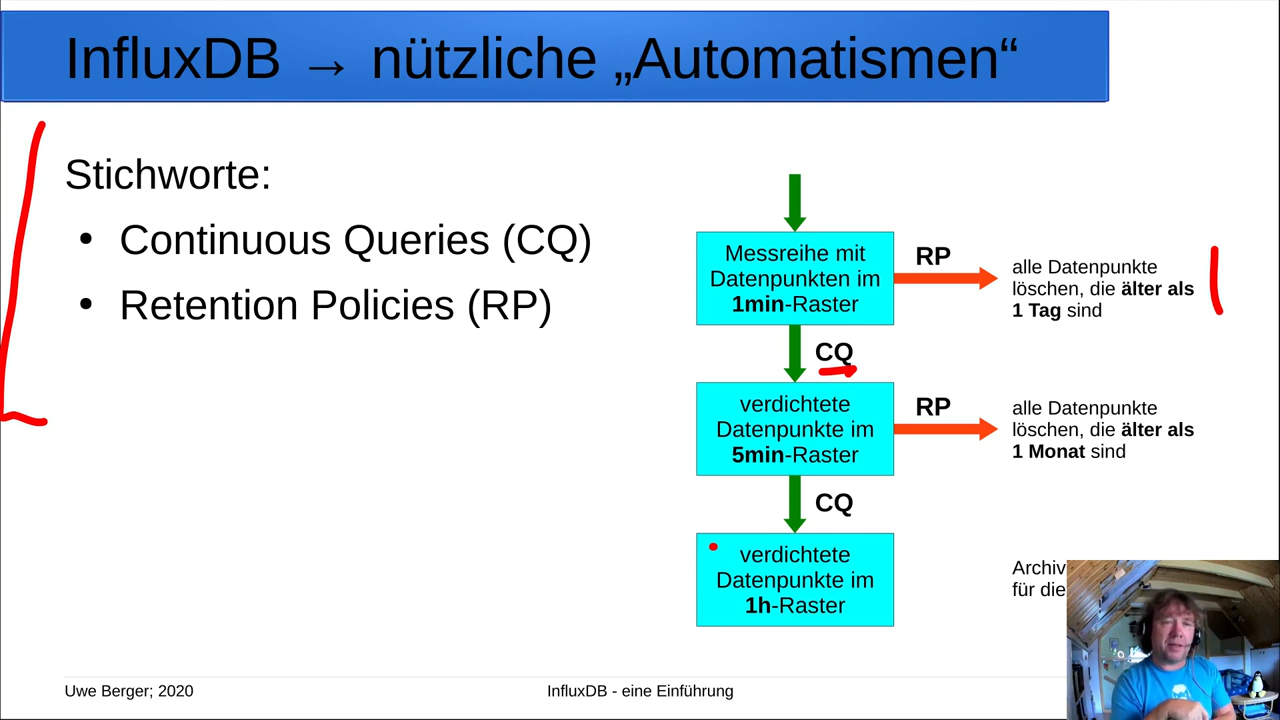 InfluxDB → nützliche „Automatismen“
Stichworte:
• Continuous Queries (CQ)
• Retention Policies (RP)
Messreihe mit
Datenpunkten im
1min-Raster
RP
alle Datenpunkte
löschen, die älter als
1 Tag sind
CQ
verdichtete
Datenpunkte im
5min-Raster
RP
alle Datenpunkte
löschen, die älter als
1 Monat sind
CQ
verdichtete
Datenpunkte im
1h-Raster
Archiv
für die
Uwe Berger; 2020
InfluxDB - eine Einführung